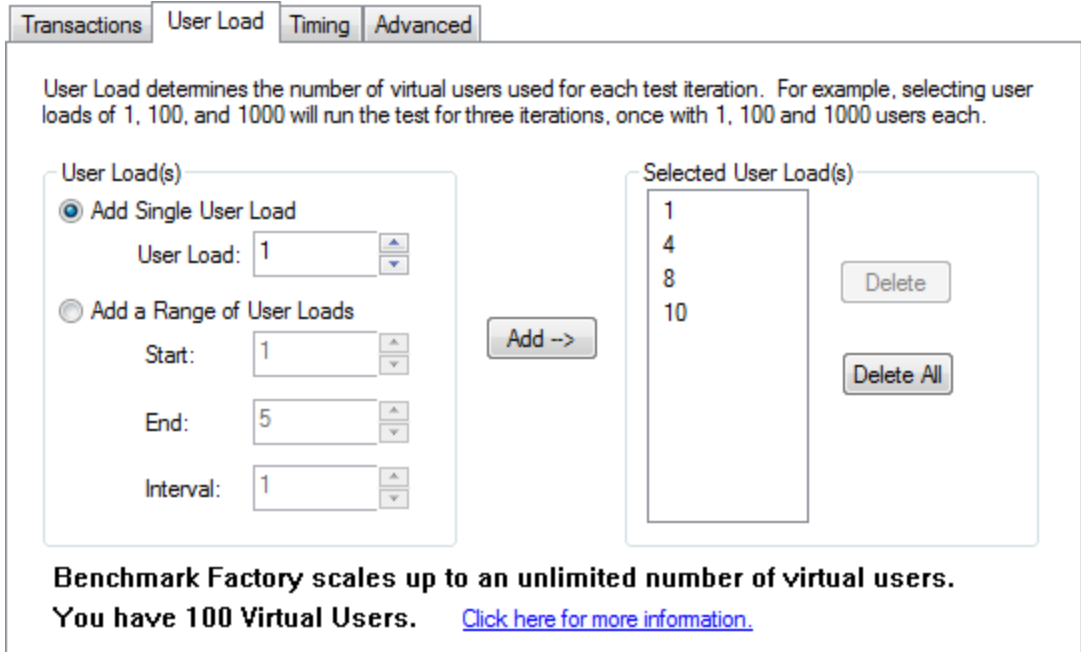 Transactions User Load Timing Advanced
User Load determines the number of virtual users used for each test iteration.  For example, selecting user
loads of 1, 100, and 1000 will run the test for three iterations, once with 1, 100 and 1000 users each.
User Load(s)
Add Single User Load
User Load: 1
Add a Range of User Loads
Start: 1
End: 5
Interval: 1
Add -->
Selected User Load(s)
1
4
8
10
Delete
Delete All
Benchmark Factory scales up to an unlimited number of virtual users.
You have 100 Virtual Users. Click here for more information.